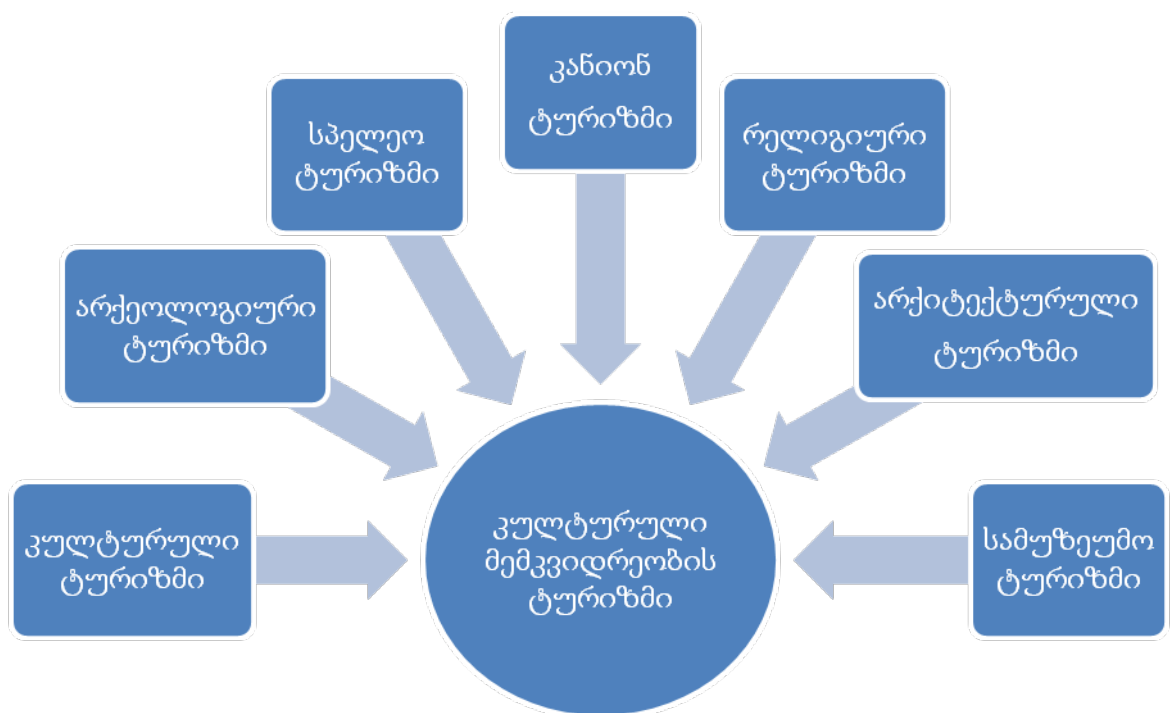 კანიონ
ტურიზმი
სპელეო
ტურიზმი
რელიგიური
ტურიზმი
არქეოლოგიური
ტურიზმი
არქიტექტურული
ტურიზმი
კულტურული
ტურიზმი
კულტურული
მემკვიდრეობის
ტურიზმი
სამუზეუმო
ტურიზმი